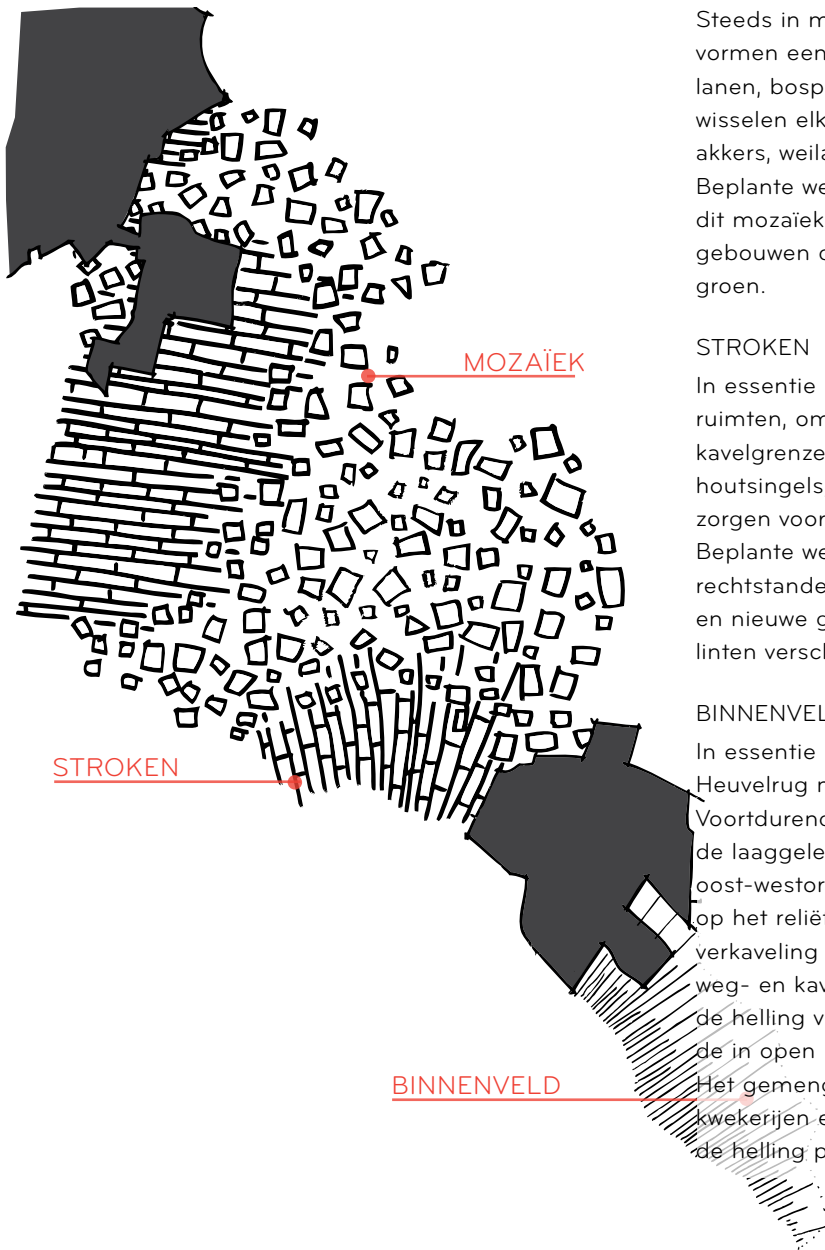 Steeds in m
vormen een
lanen, bosp
wisselen elk
akkers, weila
Beplante we
dit mozaïek
gebouwen o
groen.
MOZAÏEK
STROKEN
In essentie
ruimten, om
kavelgrenze
houtsingels
zorgen voor
Beplante we
rechtstande
en nieuwe g
linten versch
STROKEN
BINNENVEL
In essentie
Heuvelrug n
Voortdurend
de laaggele
oost-westor
op het reliëf
verkaveling
weg- en kav
de helling v
de in open
BINNENVELD
Het gemeng
kwekerijen e
de helling p